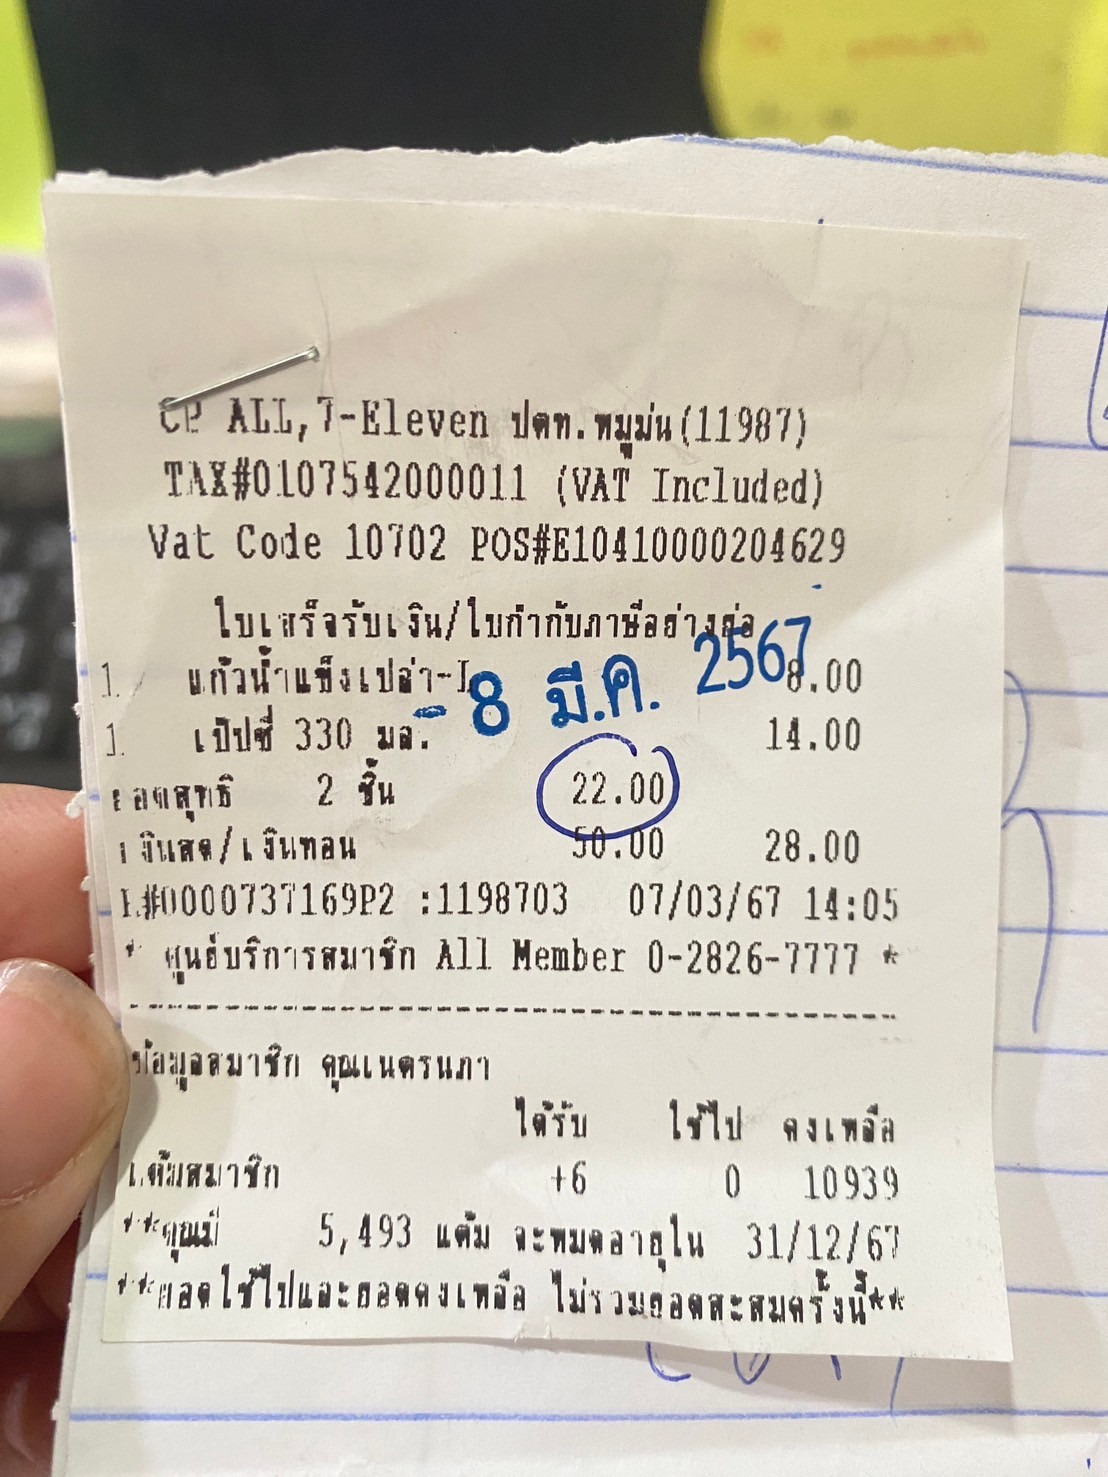 CP ALL,7-Eleven ปตท.หมูม่น(11987)
TAX#0107542000011 (VAT Included)
Vat Code 10702 POS#E10410000204629
ใบเสร็จรับเงิน/ใบกำกับภาษีอย่างย่อ
1 แก้วน้ำแข็งเปล่า-L 8.00
- 8 มี.ค. 2567
1 เป๊ปซี่ 330 มล. 14.00
ยอดสุทธิ 2 ชิ้น 22.00
เงินสด/เงินทอน 50.00 28.00
R#0000737169P2 :1198703 07/03/67 14:05
* ศูนย์บริการสมาชิก All Member 0-2826-7777 *
ข้อมูลสมาชิก คุณเนตรนภา
ได้รับ ใช้ไป คงเหลือ
แต้มสมาชิก +6 0 10939
**คุณมี 5,493 แต้ม จะหมดอายุใน 31/12/67
**ยอดใช้ไปและยอดคงเหลือ ไม่รวมยอดสะสมครั้งนี้**